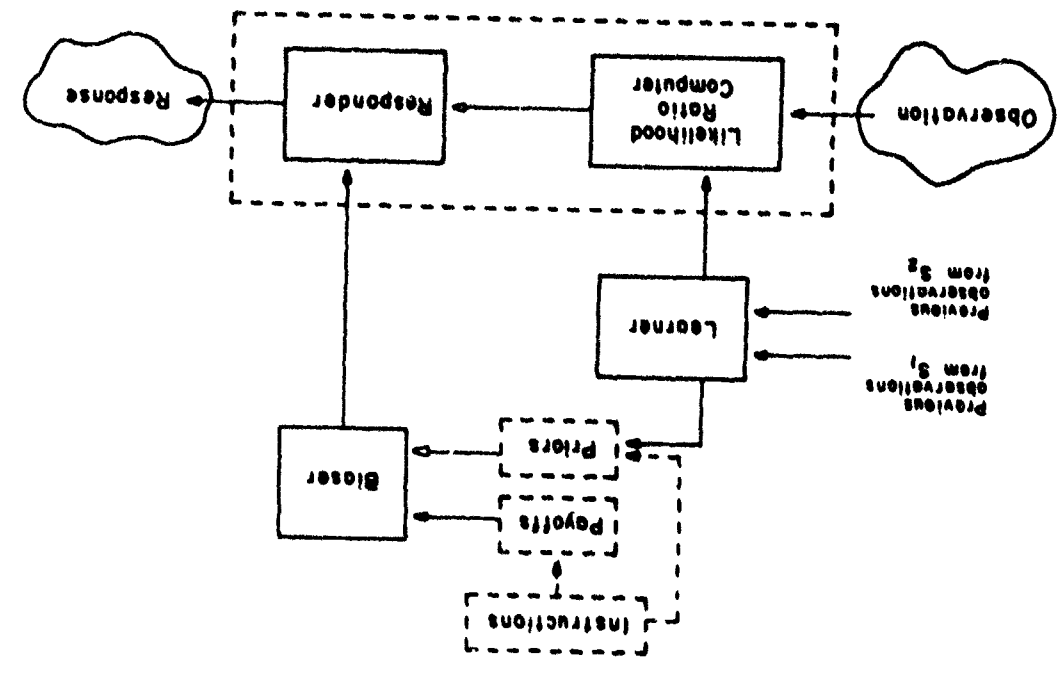 Instructions
Payoffs
Priors
Biaser
Previous
observations
from S₁
Previous
observations
from S₂
Learner
Observation
Likelihood
Ratio
Computer
Responder
Response